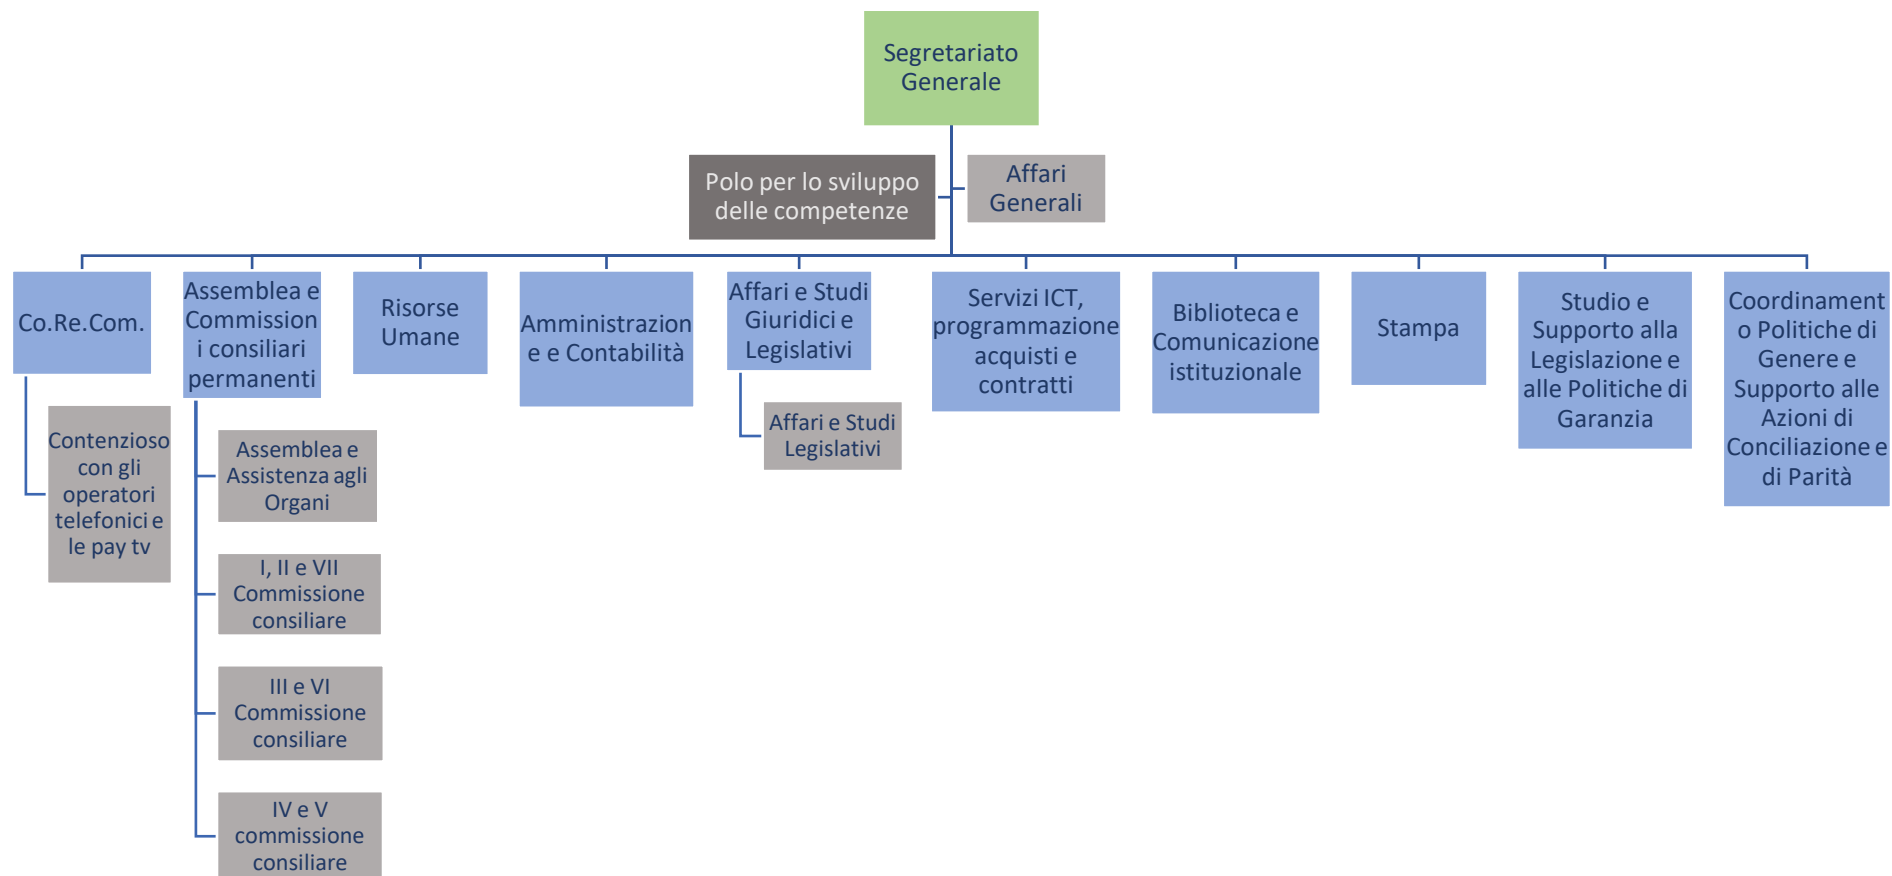 Segretariato
Generale
Polo per lo sviluppo
delle competenze
Affari
Generali
Co.Re.Com.
Assemblea e
Commission
i consiliari
permanenti
Risorse
Umane
Amministrazion
e e Contabilità
Affari e Studi
Giuridici e
Legislativi
Servizi ICT,
programmazione
acquisti e
contratti
Biblioteca e
Comunicazione
istituzionale
Stampa
Studio e
Supporto alla
Legislazione e
alle Politiche di
Garanzia
Coordinament
o Politiche di
Genere e
Supporto alle
Azioni di
Conciliazione e
di Parità
Contenzioso
con gli
operatori
telefonici e
le pay tv
Assemblea e
Assistenza agli
Organi
I, II e VII
Commissione
consiliare
III e VI
Commissione
consiliare
IV e V
commissione
consiliare
Affari e Studi
Legislativi